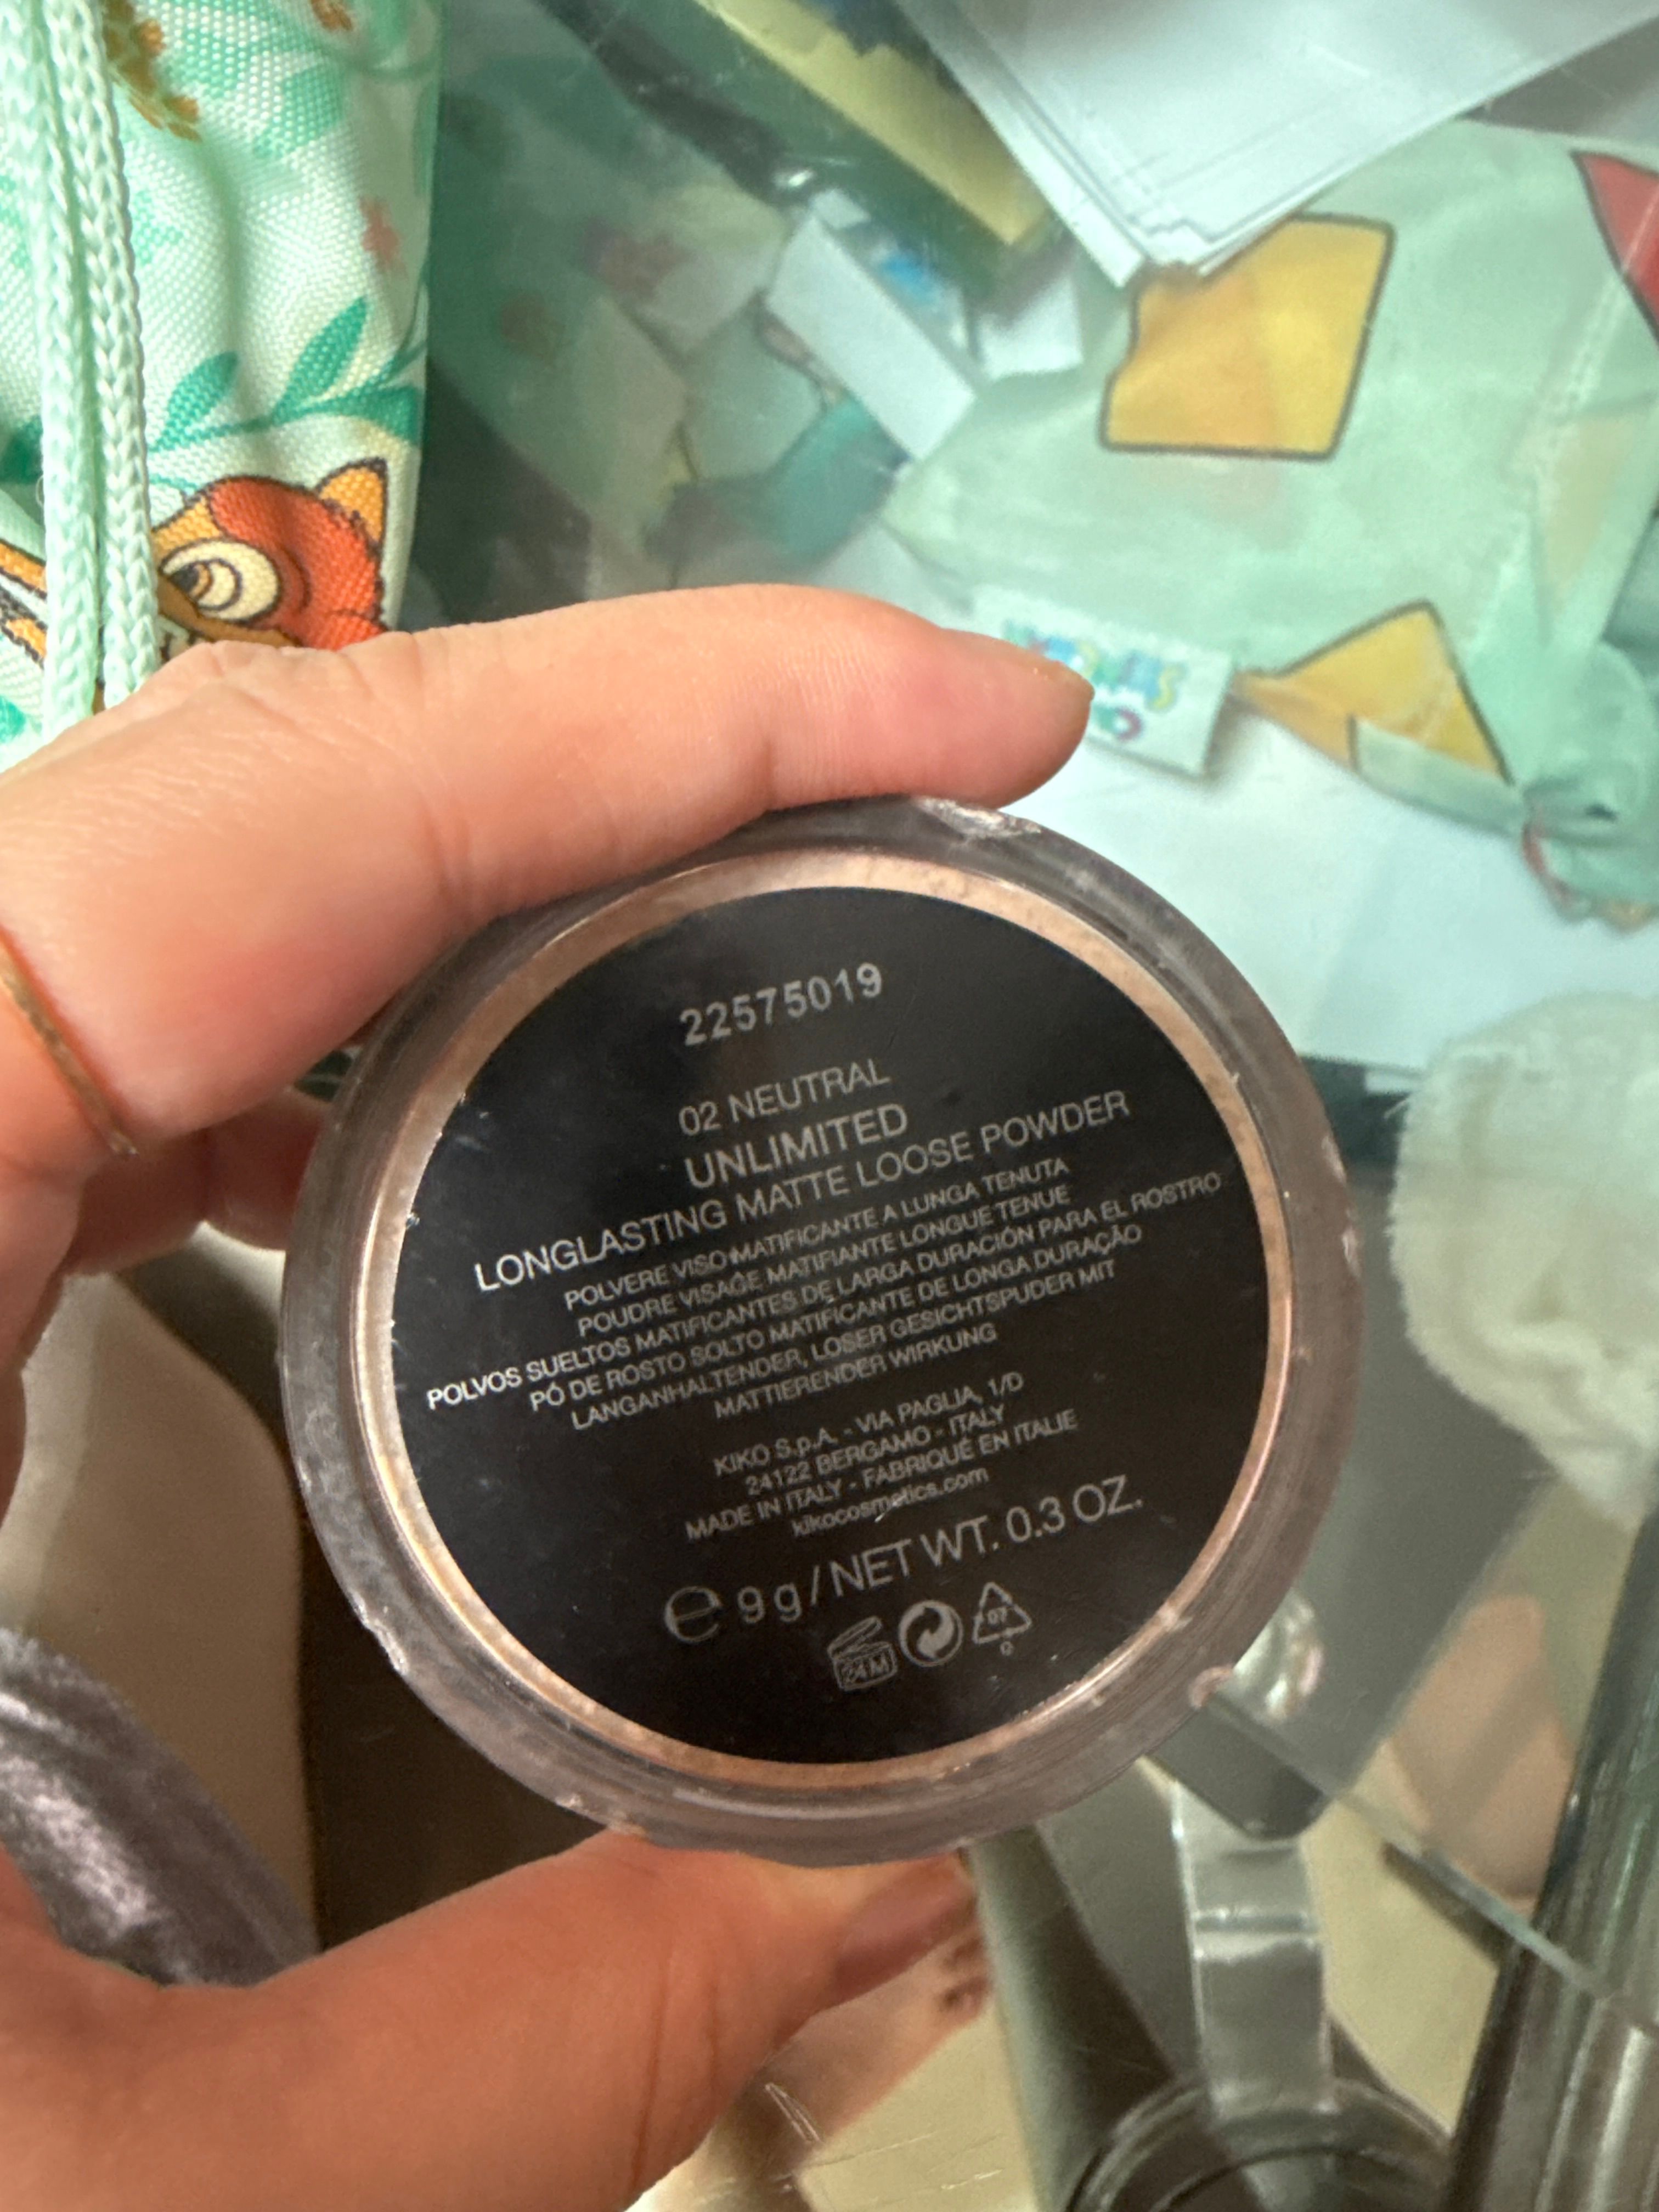 22575019
02 NEUTRAL
UNLIMITED
LONGLASTING MATTE LOOSE POWDER
POLVERE VISO MATIFICANTE A LUNGA TENUTA
POUDRE VISAGE MATIFIANTE LONGUE TENUE
POLVOS SUELTOS MATIFICANTES DE LARGA DURACIÓN PARA EL ROSTRO
PÓ DE ROSTO SOLTO MATIFICANTE DE LONGA DURAÇÃO
LANGANHALTENDER, LOSER GESICHTSPUDER MIT
MATTIERENDER WIRKUNG
KIKO S.p.A. - VIA PAGLIA, 1/D
24122 BERGAMO - ITALY
MADE IN ITALY - FABRIQUÉ EN ITALIE
kikocosmetics.com
e 9 g / NET WT. 0.3 OZ.
24 M
07